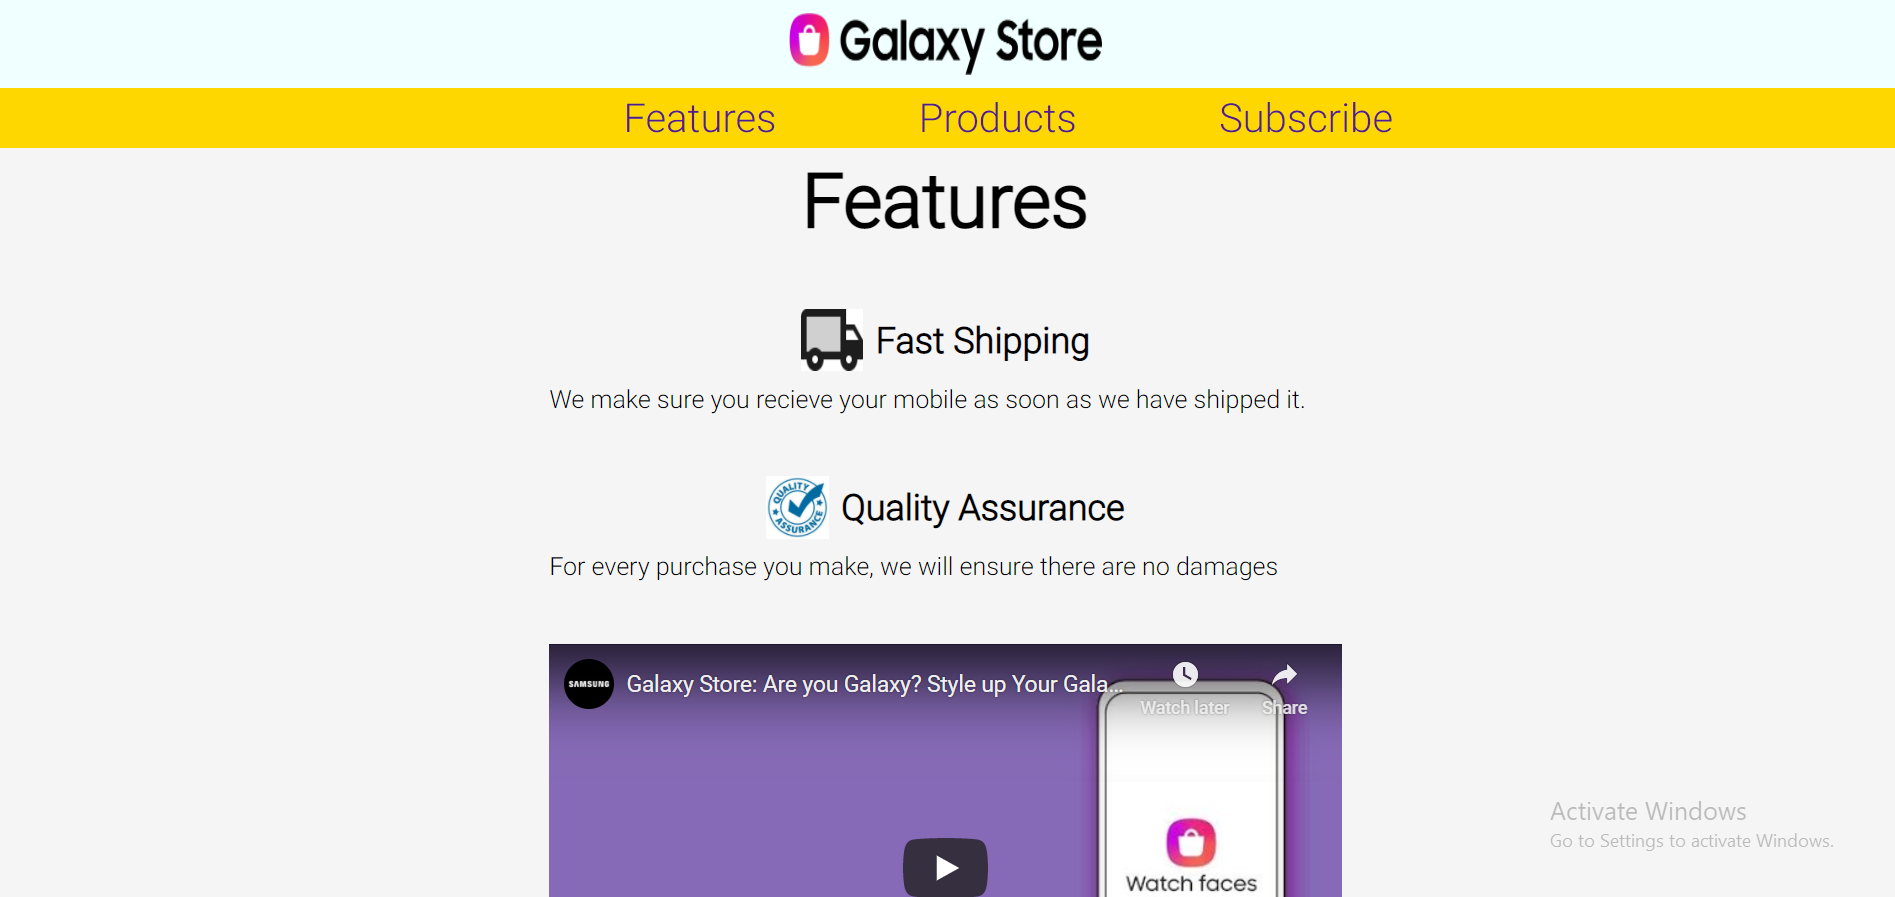 Galaxy Store
Features Products Subscribe
Features
Fast Shipping
We make sure you recieve your mobile as soon as we have shipped it.
QUALITY ASSURANCE
Quality Assurance
For every purchase you make, we will ensure there are no damages
SAMSUNG
Galaxy Store: Are you Galaxy? Style up Your Gala...
Watch later Share
Watch faces
Activate Windows
Go to Settings to activate Windows.